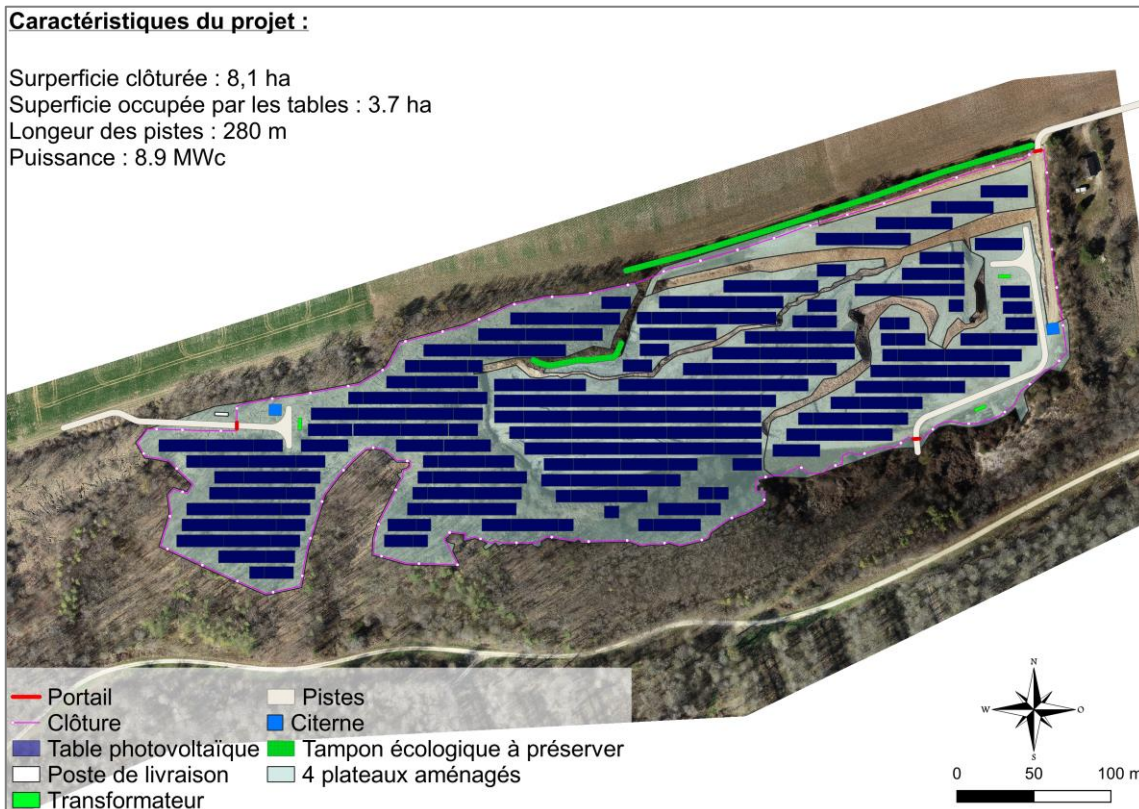 Caractéristiques du projet :
Surperficie clôturée : 8,1 ha
Superficie occupée par les tables : 3.7 ha
Longeur des pistes : 280 m
Puissance : 8.9 MWc
Portail
Clôture
Table photovoltaïque
Poste de livraison
Transformateur
Pistes
Citerne
Tampon écologique à préserver
4 plateaux aménagés
N
W
O
S
0 50 100 m